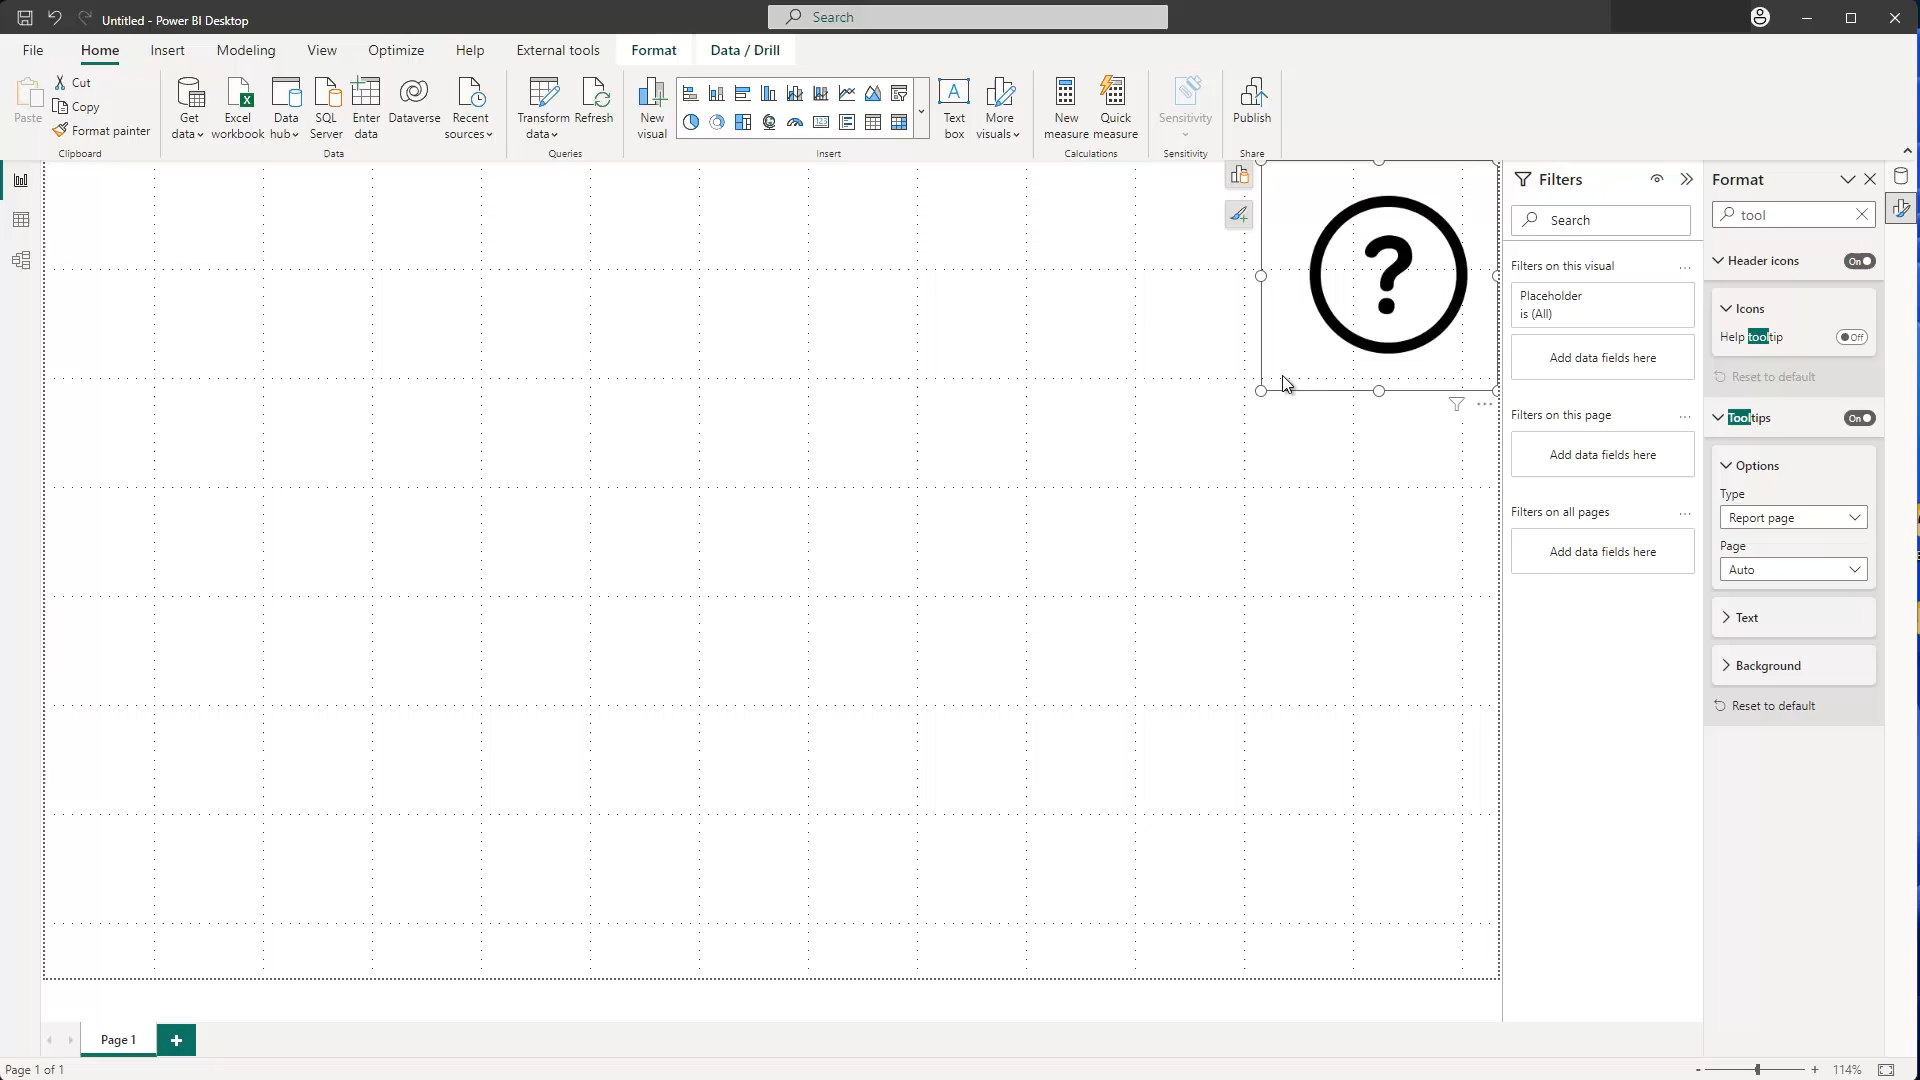 Untitled - Power BI Desktop
Search
File
Home
Insert
Modeling
View
Optimize
Help
External tools
Format
Data / Drill
Paste
Cut
Copy
Format painter
Clipboard
Get
data
Excel
workbook
Data
hub
SQL
Server
Enter
data
Dataverse
Recent
sources
Data
Transform
data
Refresh
Queries
New
visual
123
A
Text
box
More
visuals
Insert
New
measure
Quick
measure
Calculations
Sensitivity
Sensitivity
Publish
Share
?
Filters
Search
Filters on this visual
...
Placeholder
is (All)
Add data fields here
Filters on this page
...
Add data fields here
Filters on all pages
...
Add data fields here
Format
tool
Header icons
On
Icons
Help tooltip
Off
Reset to default
Tooltips
On
Options
Type
Report page
Page
Auto
Text
Background
Reset to default
Page 1
+
Page 1 of 1
-
+
114%